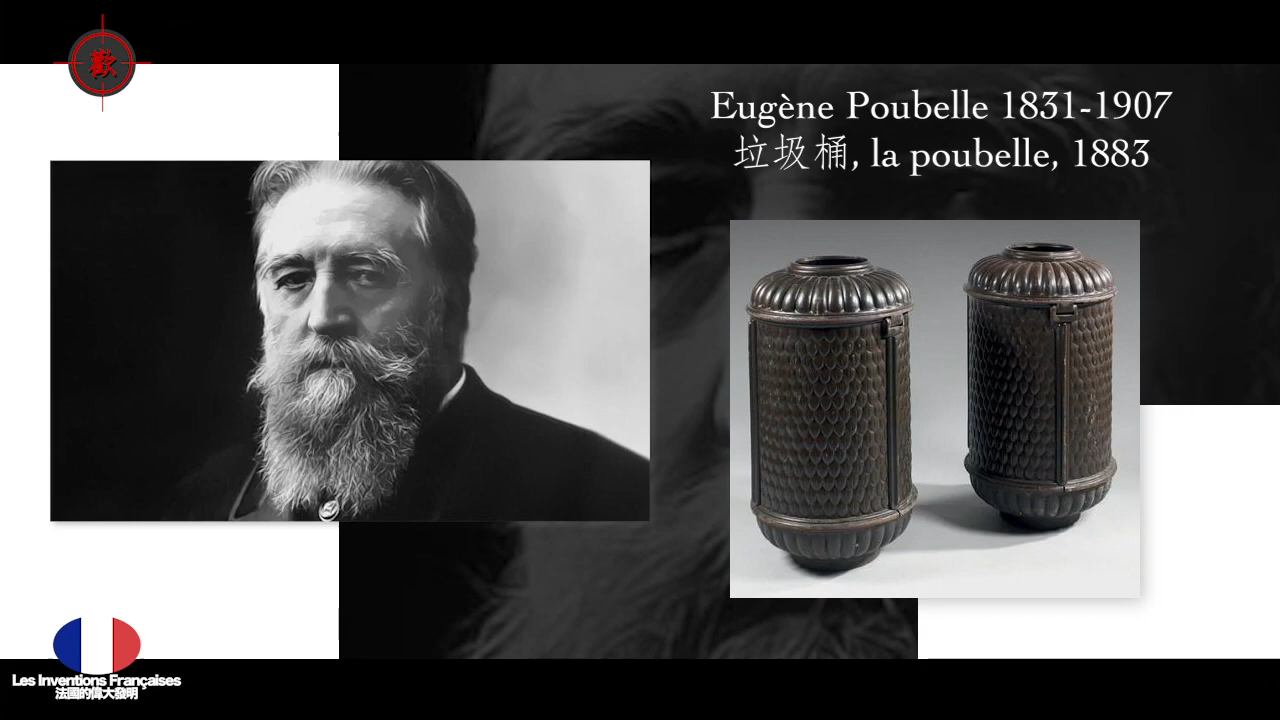 歡
Eugène Poubelle 1831-1907
垃圾桶, la poubelle, 1883
Les Inventions Françaises
法國的偉大發明